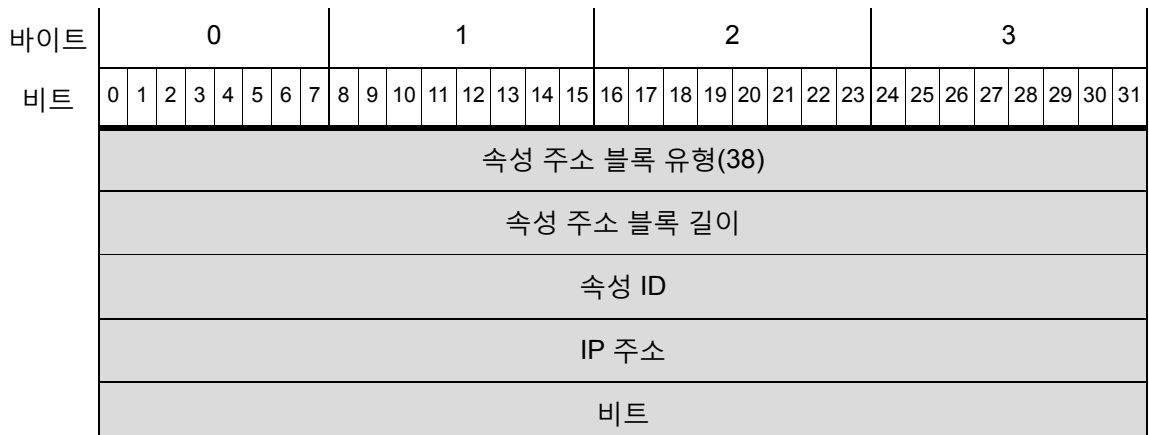 바이트 0 1 2 3
비트 0 1 2 3 4 5 6 7 8 9 10 11 12 13 14 15 16 17 18 19 20 21 22 23 24 25 26 27 28 29 30 31
속성 주소 블록 유형(38)
속성 주소 블록 길이
속성 ID
IP 주소
비트